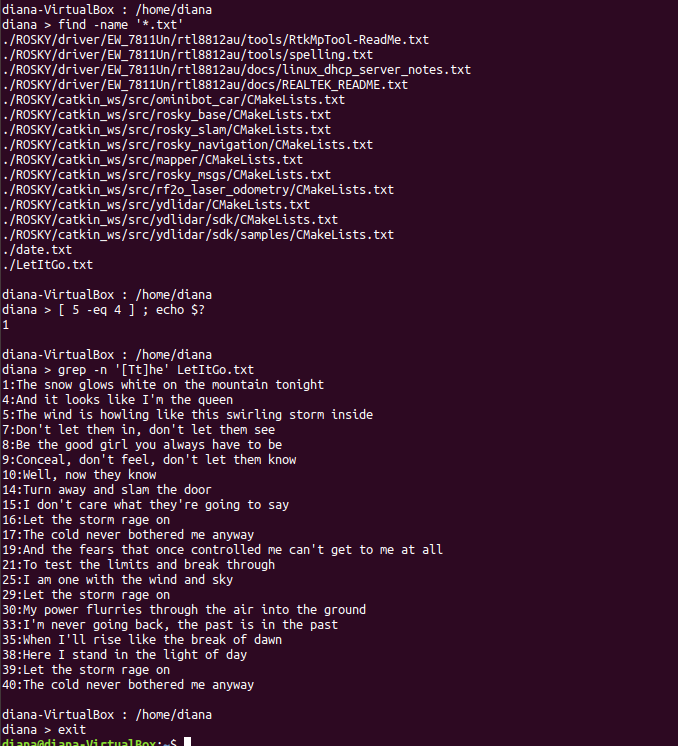 diana-VirtualBox : /home/diana
diana > find -name '*.txt'
./ROSKY/driver/EW_7811Un/rtl8812au/tools/RtkMpTool-ReadMe.txt
./ROSKY/driver/EW_7811Un/rtl8812au/tools/spelling.txt
./ROSKY/driver/EW_7811Un/rtl8812au/docs/linux_dhcp_server_notes.txt
./ROSKY/driver/EW_7811Un/rtl8812au/docs/REALTEK_README.txt
./ROSKY/catkin_ws/src/ominibot_car/CMakeLists.txt
./ROSKY/catkin_ws/src/rosky_base/CMakeLists.txt
./ROSKY/catkin_ws/src/rosky_slam/CMakeLists.txt
./ROSKY/catkin_ws/src/rosky_navigation/CMakeLists.txt
./ROSKY/catkin_ws/src/mapper/CMakeLists.txt
./ROSKY/catkin_ws/src/rosky_msgs/CMakeLists.txt
./ROSKY/catkin_ws/src/rf2o_laser_odometry/CMakeLists.txt
./ROSKY/catkin_ws/src/ydlidar/CMakeLists.txt
./ROSKY/catkin_ws/src/ydlidar/sdk/CMakeLists.txt
./ROSKY/catkin_ws/src/ydlidar/sdk/samples/CMakeLists.txt
./date.txt
./LetItGo.txt
diana-VirtualBox : /home/diana
diana > [ 5 -eq 4 ] ; echo $?
1
diana-VirtualBox : /home/diana
diana > grep -n '[Tt]he' LetItGo.txt
1:The snow glows white on the mountain tonight
4:And it looks like I'm the queen
5:The wind is howling like this swirling storm inside
7:Don't let them in, don't let them see
8:Be the good girl you always have to be
9:Conceal, don't feel, don't let them know
10:Well, now they know
14:Turn away and slam the door
15:I don't care what they're going to say
16:Let the storm rage on
17:The cold never bothered me anyway
19:And the fears that once controlled me can't get to me at all
21:To test the limits and break through
25:I am one with the wind and sky
29:Let the storm rage on
30:My power flurries through the air into the ground
33:I'm never going back, the past is in the past
35:When I'll rise like the break of dawn
38:Here I stand in the light of day
39:Let the storm rage on
40:The cold never bothered me anyway
diana-VirtualBox : /home/diana
diana > exit
diana@diana-VirtualBox:~$